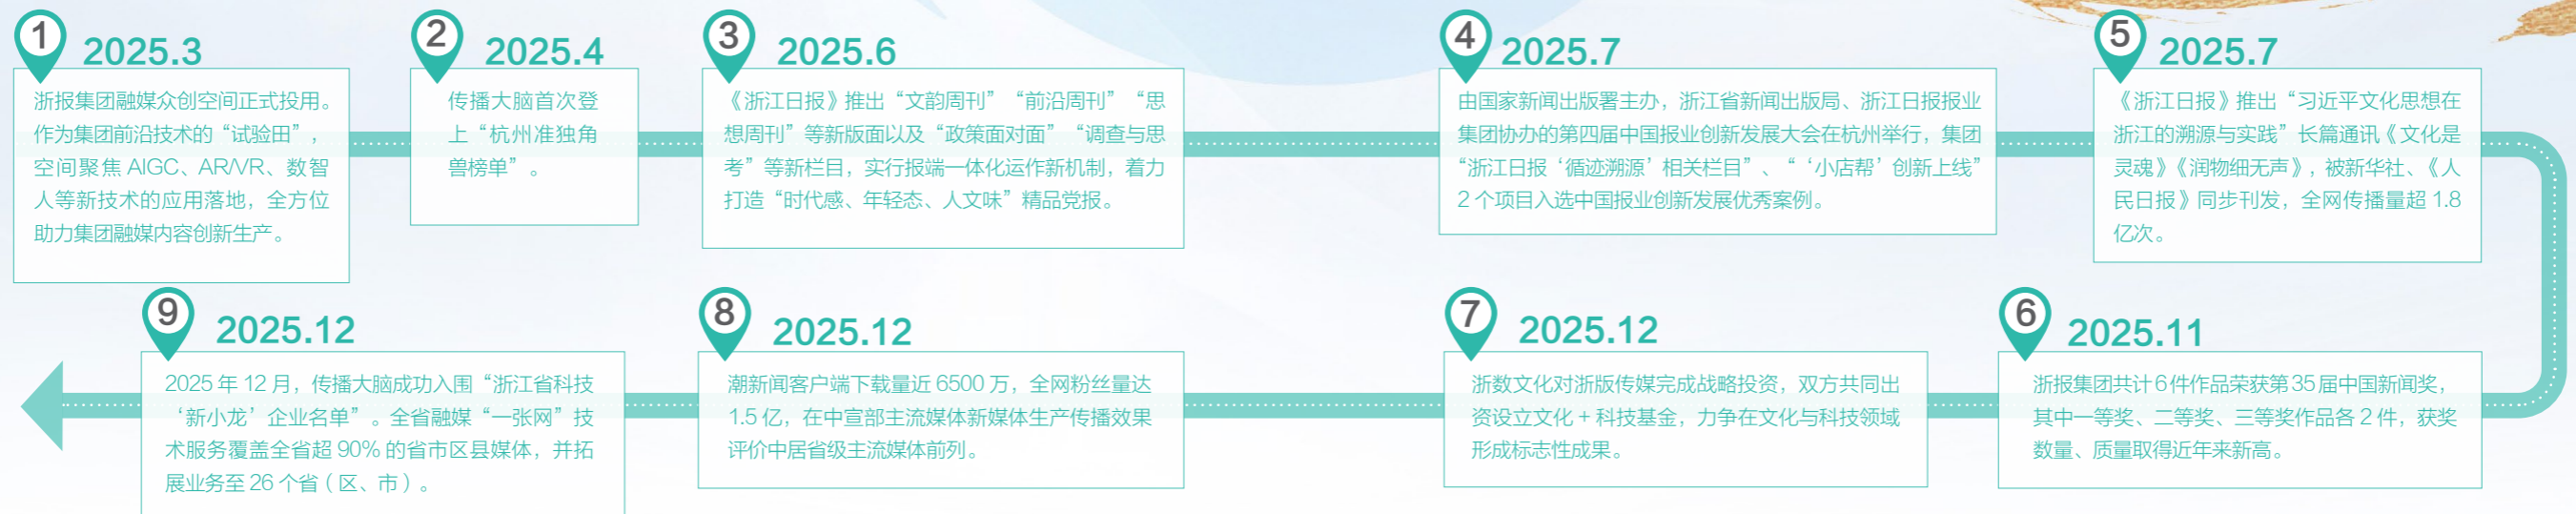 1
2025.3
浙报集团融媒众创空间正式投用。
作为集团前沿技术的“试验田”，
空间聚焦 AIGC、AR/VR、数智
人等新技术的应用落地，全方位
助力集团融媒内容创新生产。
2
2025.4
传播大脑首次登
上“杭州准独角
兽榜单”。
3
2025.6
《浙江日报》推出“文韵周刊”“前沿周刊”“思
想周刊”等新版面以及“政策面对面”“调查与思
考”等新栏目，实行报端一体化运作新机制，着力
打造“时代感、年轻态、人文味”精品党报。
4
2025.7
由国家新闻出版署主办，浙江省新闻出版局、浙江日报报业
集团协办的第四届中国报业创新发展大会在杭州举行，集团
“浙江日报‘循迹溯源’相关栏目”、“‘小店帮’创新上线”
2 个项目入选中国报业创新发展优秀案例。
5
2025.7
《浙江日报》推出“习近平文化思想在
浙江的溯源与实践”长篇通讯《文化是
灵魂》《润物细无声》，被新华社、《人
民日报》同步刊发，全网传播量超 1.8
亿次。
6
2025.11
浙报集团共计 6 件作品荣获第 35 届中国新闻奖，
其中一等奖、二等奖、三等奖作品各 2 件，获奖
数量、质量取得近年来新高。
7
2025.12
浙数文化对浙版传媒完成战略投资，双方共同出
资设立文化 + 科技基金，力争在文化与科技领域
形成标志性成果。
8
2025.12
潮新闻客户端下载量近 6500 万，全网粉丝量达
1.5 亿，在中宣部主流媒体新媒体生产传播效果
评价中居省级主流媒体前列。
9
2025.12
2025 年 12 月，传播大脑成功入围“浙江省科技
‘新小龙’企业名单”。全省融媒“一张网”技
术服务覆盖全省超 90% 的省市区县媒体，并拓
展业务至 26 个省（区、市）。